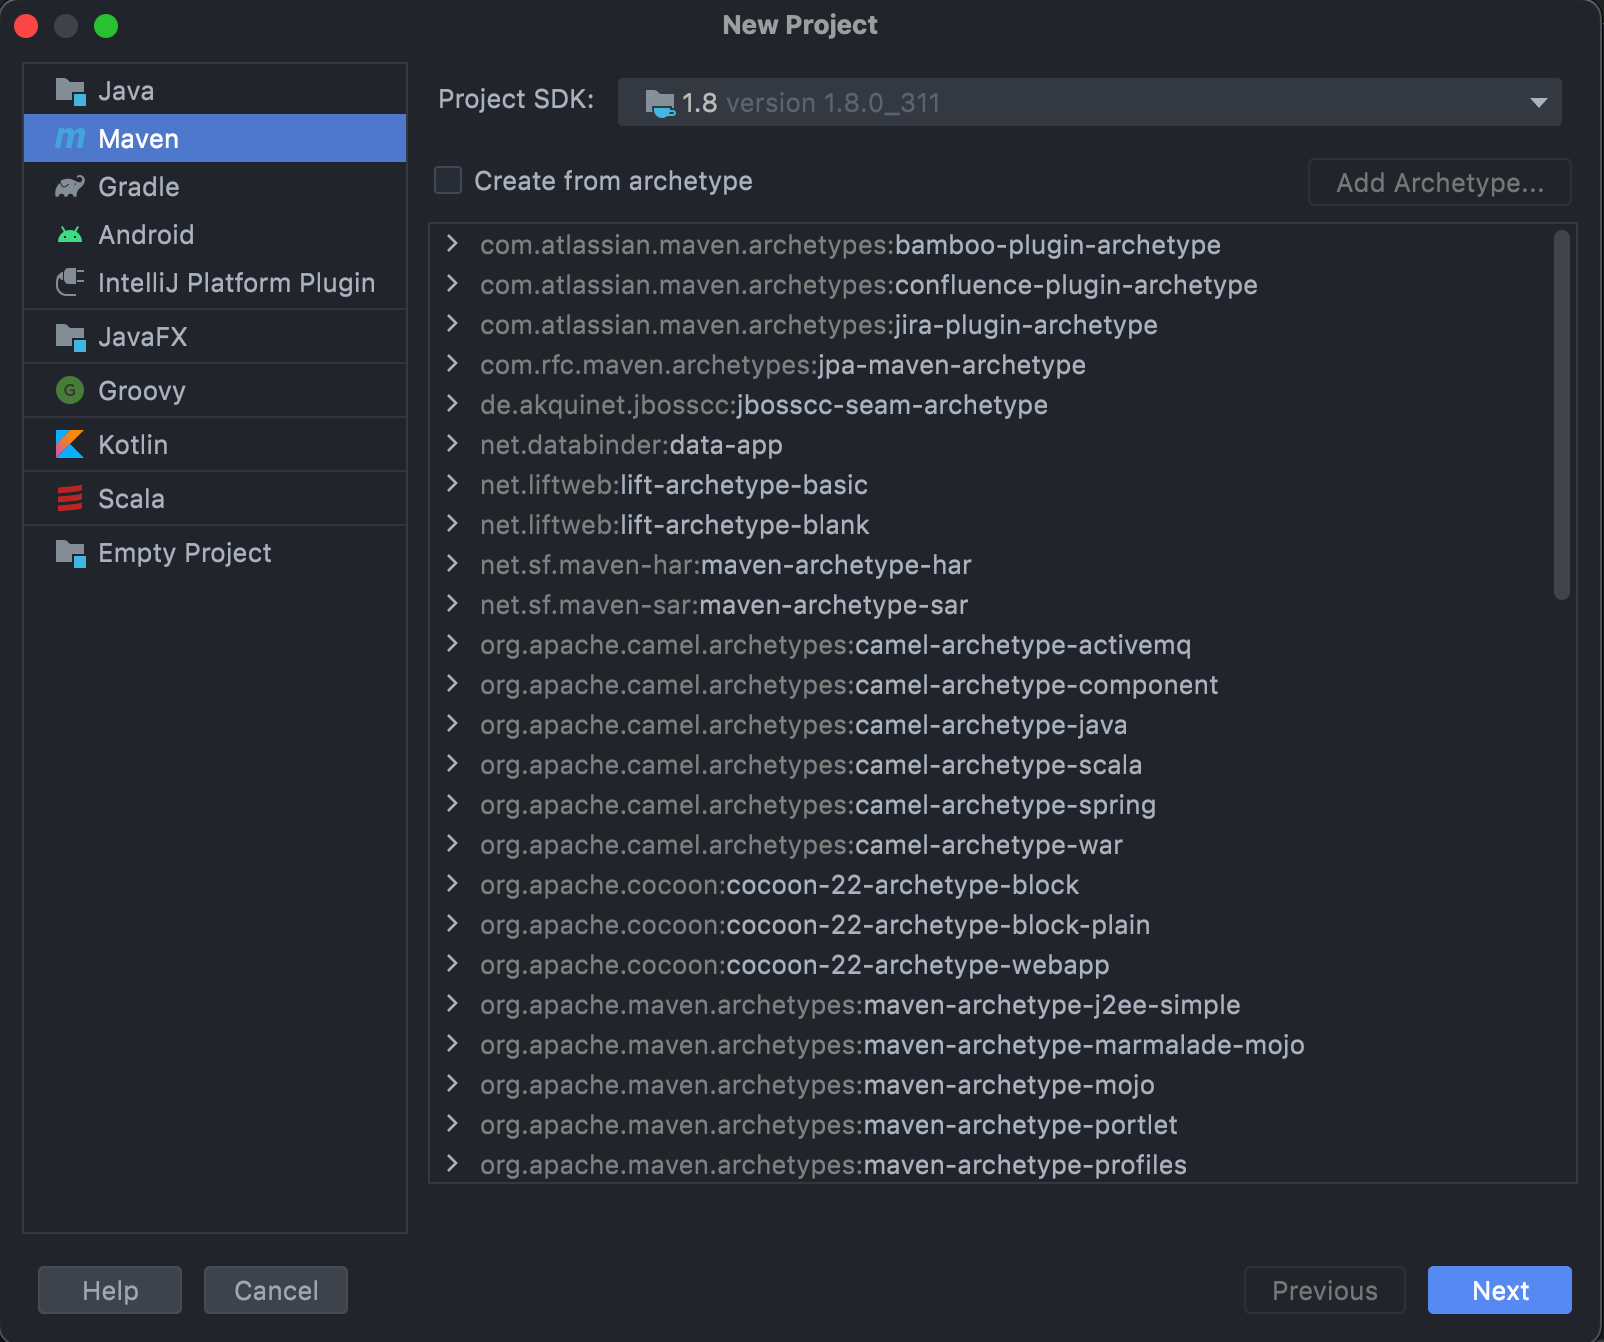 New Project
Java
Maven
Gradle
Android
IntelliJ Platform Plugin
JavaFX
Groovy
Kotlin
Scala
Empty Project
Project SDK: 1.8 version 1.8.0_311
Create from archetype
Add Archetype...
com.atlassian.maven.archetypes:bamboo-plugin-archetype
com.atlassian.maven.archetypes:confluence-plugin-archetype
com.atlassian.maven.archetypes:jira-plugin-archetype
com.rfc.maven.archetypes:jpa-maven-archetype
de.akquinet.jbosscc:jbosscc-seam-archetype
net.databinder:data-app
net.liftweb:lift-archetype-basic
net.liftweb:lift-archetype-blank
net.sf.maven-har:maven-archetype-har
net.sf.maven-sar:maven-archetype-sar
org.apache.camel.archetypes:camel-archetype-activemq
org.apache.camel.archetypes:camel-archetype-component
org.apache.camel.archetypes:camel-archetype-java
org.apache.camel.archetypes:camel-archetype-scala
org.apache.camel.archetypes:camel-archetype-spring
org.apache.camel.archetypes:camel-archetype-war
org.apache.cocoon:cocoon-22-archetype-block
org.apache.cocoon:cocoon-22-archetype-block-plain
org.apache.cocoon:cocoon-22-archetype-webapp
org.apache.maven.archetypes:maven-archetype-j2ee-simple
org.apache.maven.archetypes:maven-archetype-marmalade-mojo
org.apache.maven.archetypes:maven-archetype-mojo
org.apache.maven.archetypes:maven-archetype-portlet
org.apache.maven.archetypes:maven-archetype-profiles
Help
Cancel
Previous
Next